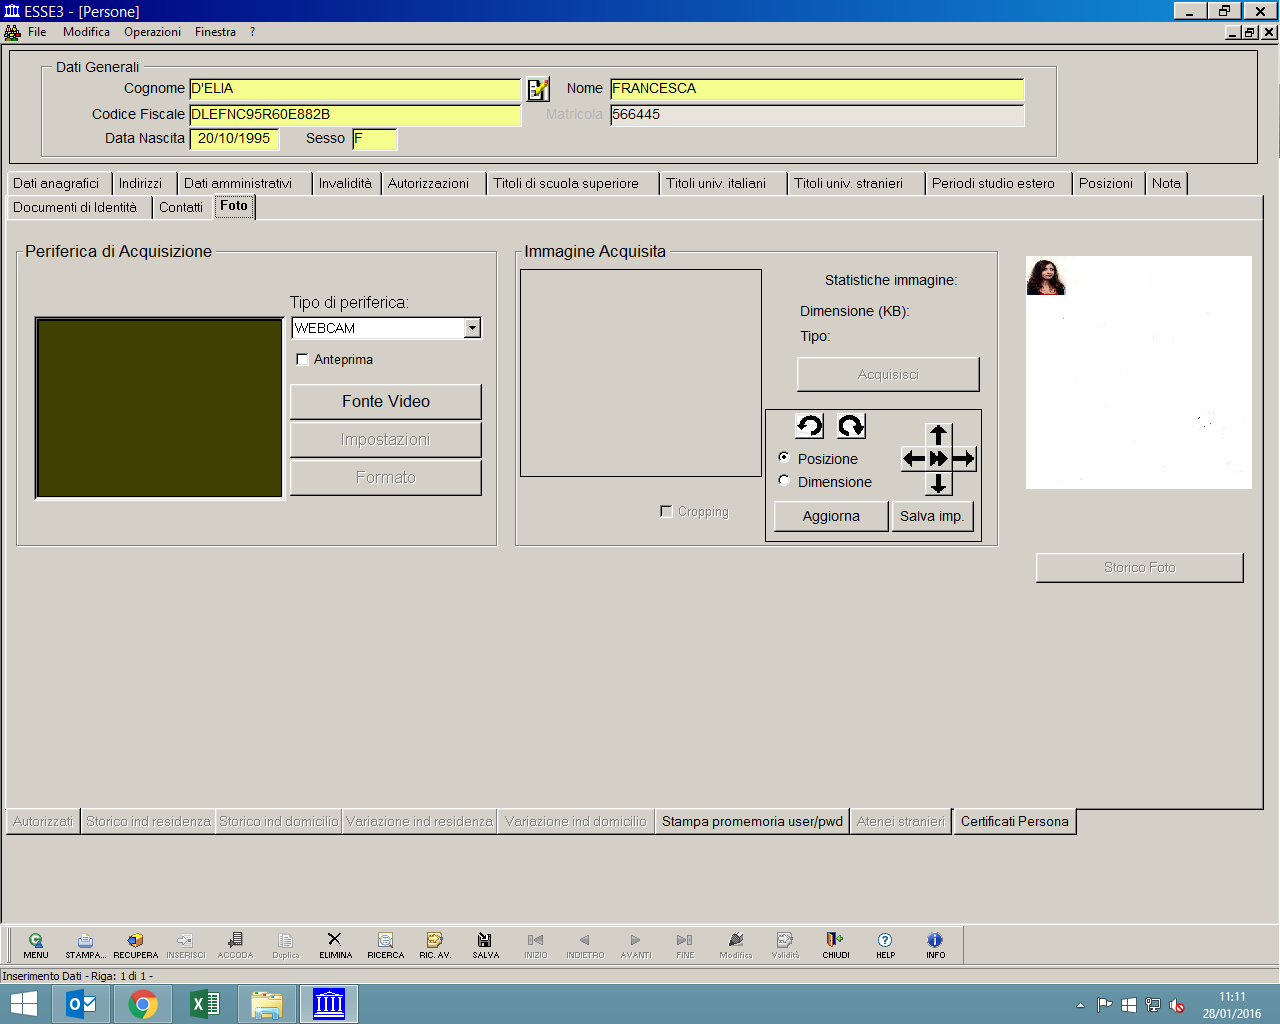 ESSE3 - [Persone]
File Modifica Operazioni Finestra ?
Dati Generali
Cognome D'ELIA Nome FRANCESCA
Codice Fiscale DLEFNC95R60E882B Matricola 566445
Data Nascita 20/10/1995 Sesso F
Dati anagrafici Indirizzi Dati amministrativi Invalidità Autorizzazioni Titoli di scuola superiore Titoli univ. italiani Titoli univ. stranieri Periodi studio estero Posizioni Nota
Documenti di Identità Contatti Foto
Periferica di Acquisizione
Tipo di periferica:
WEBCAM
Anteprima
Fonte Video
Impostazioni
Formato
Immagine Acquisita
Statistiche immagine:
Dimensione (KB):
Tipo:
Acquisisci
Posizione
Dimensione
Cropping
Aggiorna Salva imp.
Storico Foto
Autorizzati Storico ind residenza Storico ind domicilio Variazione ind residenza Variazione ind domicilio Stampa promemoria user/pwd Atenei stranieri Certificati Persona
MENU STAMPA... RECUPERA INSERISCI ACCODA Duplica ELIMINA RICERCA RIC. AV. SALVA INIZIO INDIETRO AVANTI FINE Modifica Validità CHIUDI HELP INFO
Inserimento Dati - Riga: 1 di 1 -
11:11
28/01/2016